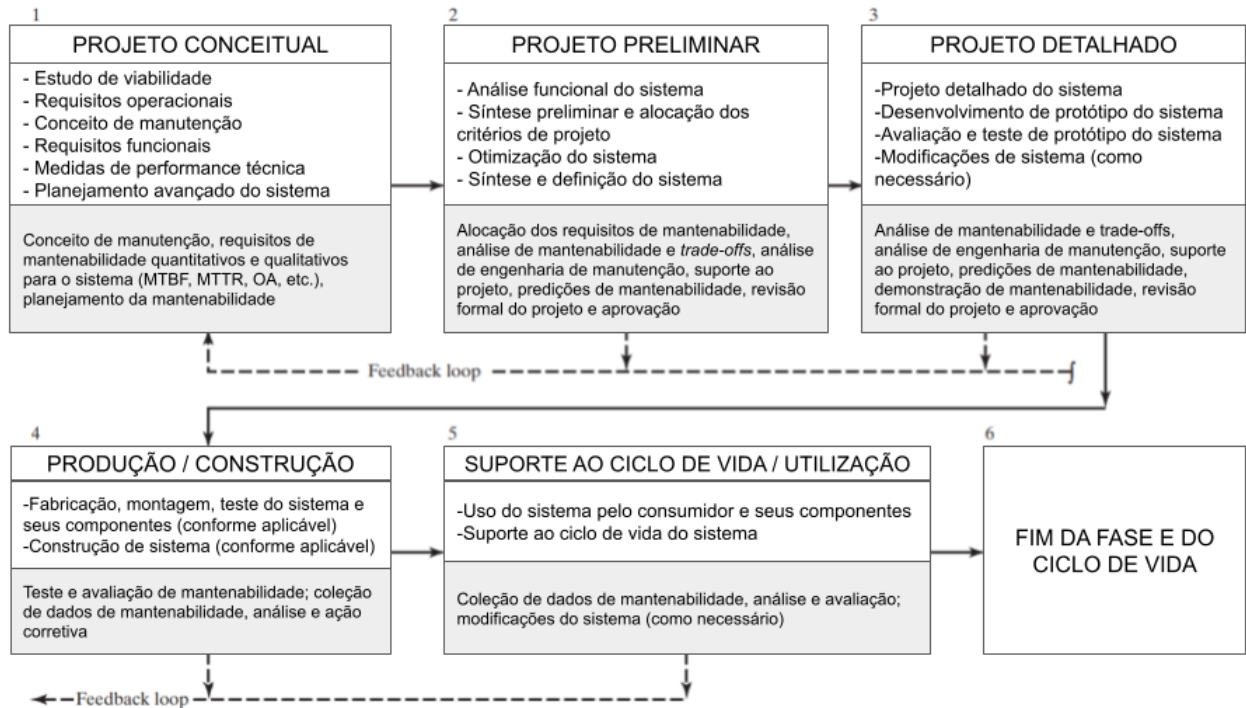 1
PROJETO CONCEITUAL
- Estudo de viabilidade
- Requisitos operacionais
- Conceito de manutenção
- Requisitos funcionais
- Medidas de performance técnica
- Planejamento avançado do sistema
Conceito de manutenção, requisitos de
mantenabilidade quantitativos e qualitativos
para o sistema (MTBF, MTTR, OA, etc.),
planejamento da mantenabilidade
2
PROJETO PRELIMINAR
- Análise funcional do sistema
- Síntese preliminar e alocação dos
critérios de projeto
- Otimização do sistema
- Síntese e definição do sistema
Alocação dos requisitos de mantenabilidade,
análise de mantenabilidade e trade-offs, análise
de engenharia de manutenção, suporte ao
projeto, predições de mantenabilidade, revisão
formal do projeto e aprovação
3
PROJETO DETALHADO
-Projeto detalhado do sistema
-Desenvolvimento de protótipo do sistema
-Avaliação e teste de protótipo do sistema
-Modificações de sistema (como
necessário)
Análise de mantenabilidade e trade-offs,
análise de engenharia de manutenção, suporte
ao projeto, predições de mantenabilidade,
demonstração de mantenabilidade, revisão
formal do projeto e aprovação
Feedback loop
4
PRODUÇÃO / CONSTRUÇÃO
-Fabricação, montagem, teste do sistema e
seus componentes (conforme aplicável)
-Construção de sistema (conforme aplicável)
Teste e avaliação de mantenabilidade; coleção
de dados de mantenabilidade, análise e ação
corretiva
5
SUPORTE AO CICLO DE VIDA / UTILIZAÇÃO
-Uso do sistema pelo consumidor e seus componentes
-Suporte ao ciclo de vida do sistema
Coleção de dados de mantenabilidade, análise e avaliação;
modificações do sistema (como necessário)
6
FIM DA FASE E DO
CICLO DE VIDA
Feedback loop